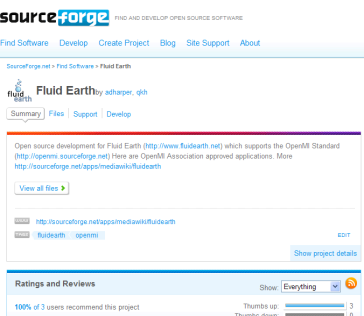 sourceforge FIND AND DEVELOP OPEN SOURCE SOFTWARE
Find Software Develop Create Project Blog Site Support About
SourceForge.net > Find Software > Fluid Earth
fluid earth
Fluid Earth by adharper, qkh
Summary Files Support Develop
Open source development for Fluid Earth (http://www.fluidearth.net) which supports the OpenMI Standard
(http://openmi.sourceforge.net) Here are OpenMI Association approved applications. More
http://sourceforge.net/apps/mediawiki/fluidearth
View all files
http://sourceforge.net/apps/mediawiki/fluidearth
fluidearth openmi EDIT
Show project details
Ratings and Reviews Show: Everything
100% of 3 users recommend this project Thumbs up: 3
Thumbs down: 0